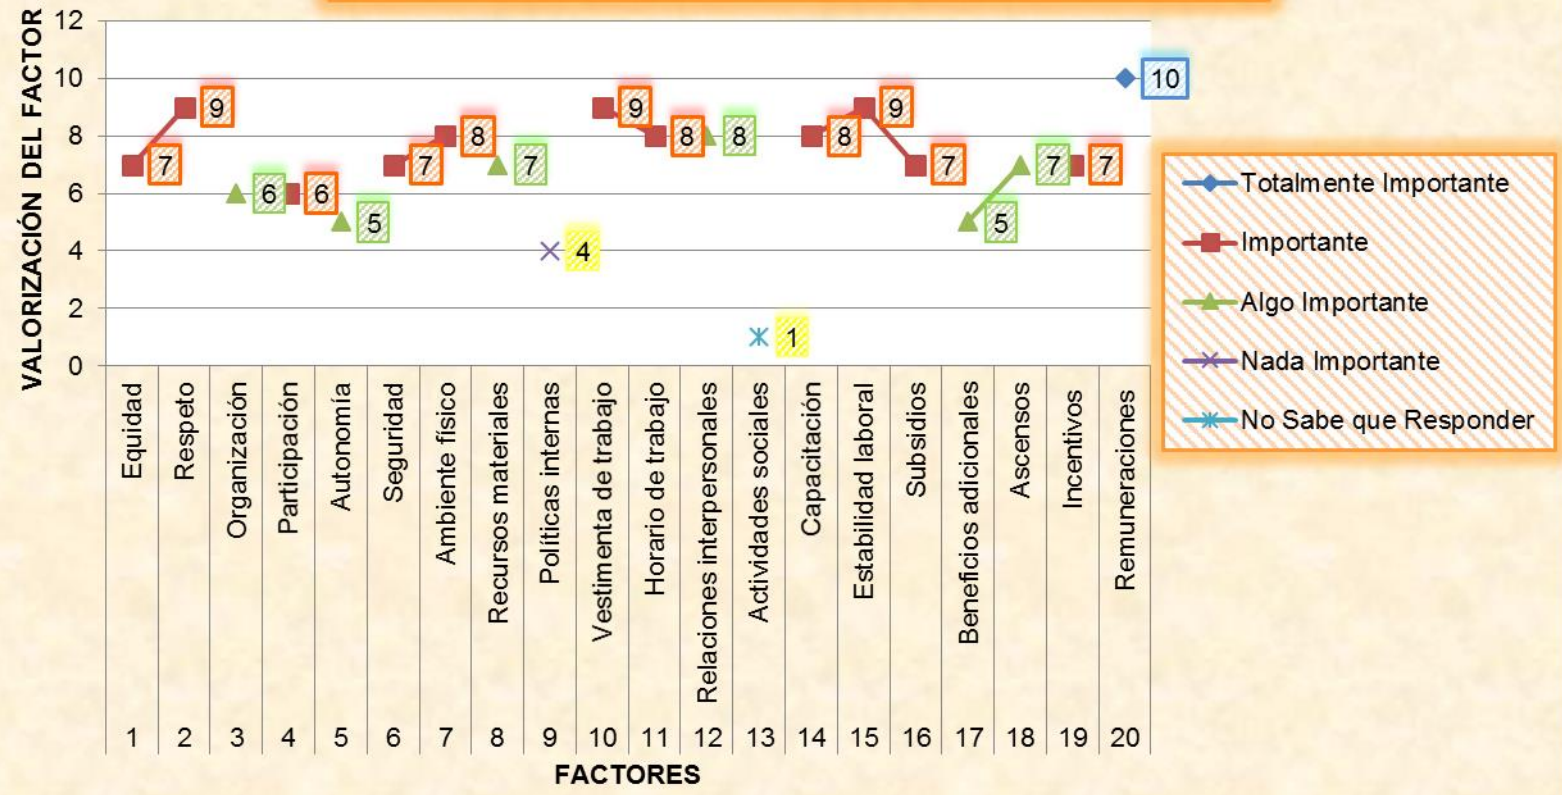 VALORIZACIÓN DEL FACTOR
12
10
8
6
4
2
0
7
9
6
6
5
7
8
7
4
9
8
8
1
8
9
7
5
7
7
10
Equidad
Respeto
Organización
Participación
Autonomía
Seguridad
Ambiente físico
Recursos materiales
Políticas internas
Vestimenta de trabajo
Horario de trabajo
Relaciones interpersonales
Actividades sociales
Capacitación
Estabilidad laboral
Subsidios
Beneficios adicionales
Ascensos
Incentivos
Remuneraciones
1 2 3 4 5 6 7 8 9 10 11 12 13 14 15 16 17 18 19 20
FACTORES
Totalmente Importante
Importante
Algo Importante
Nada Importante
No Sabe que Responder